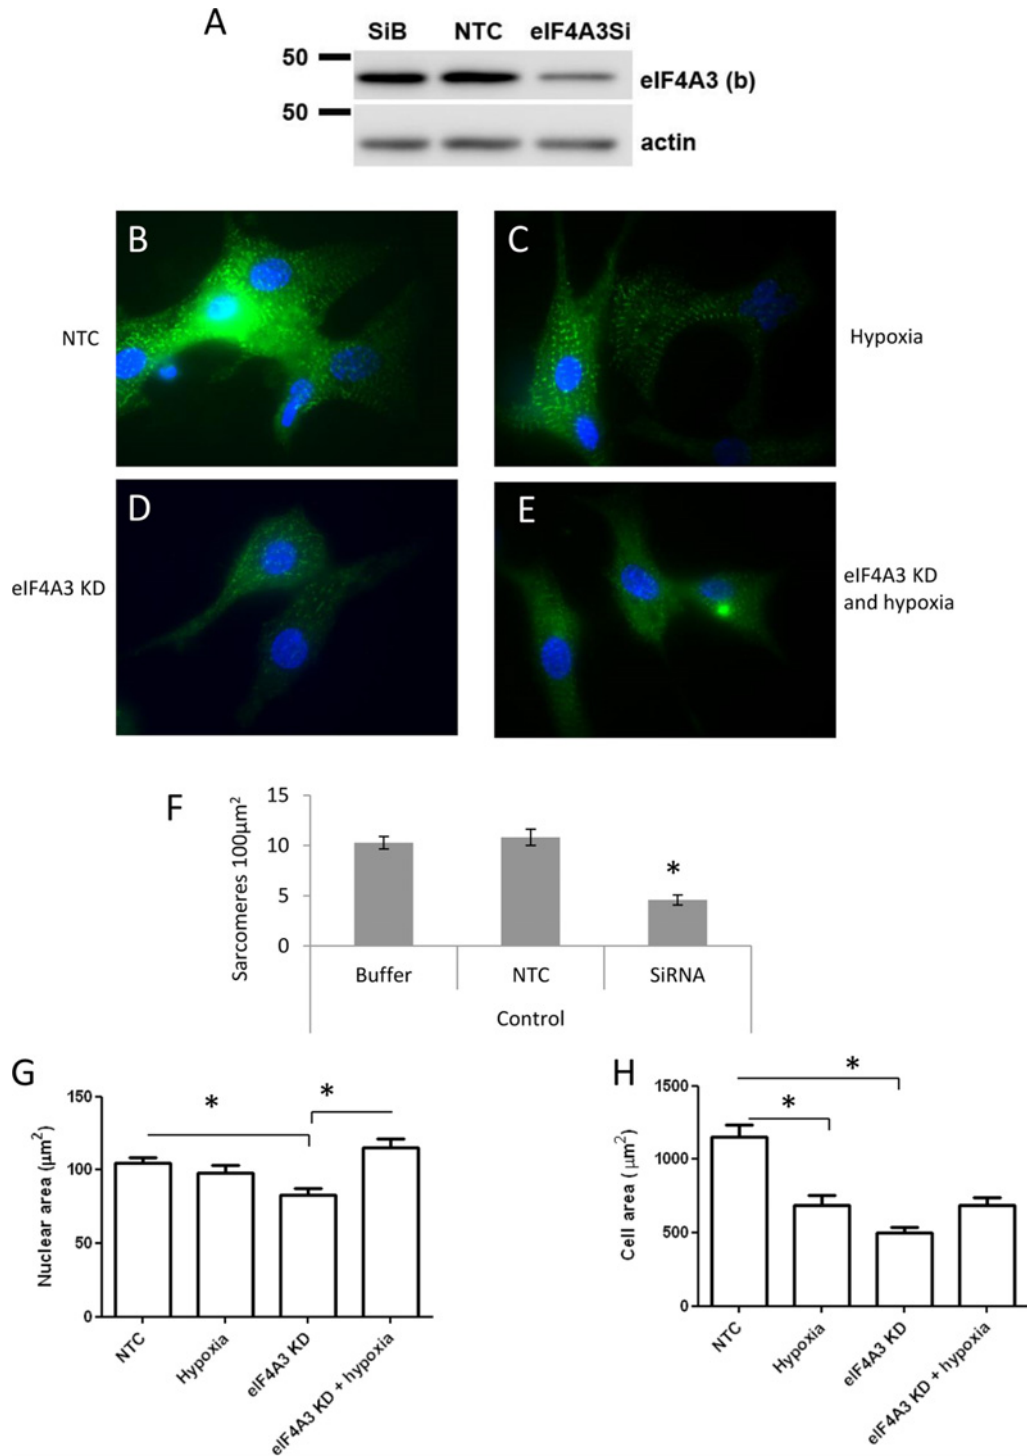 A
SiB NTC eIF4A3Si
50
eIF4A3 (b)
50
actin
B
NTC
C
Hypoxia
D
eIF4A3 KD
E
eIF4A3 KD
and hypoxia
F
Sarcomeres 100µm²
15
10
5
0
*
Buffer NTC SiRNA
Control
G
Nuclear area (µm²)
150
100
50
0
*
*
NTC
Hypoxia
eIF4A3 KD
eIF4A3 KD + hypoxia
H
Cell area ( µm²)
1500
1000
500
0
*
*
NTC
Hypoxia
eIF4A3 KD
eIF4A3 KD + hypoxia